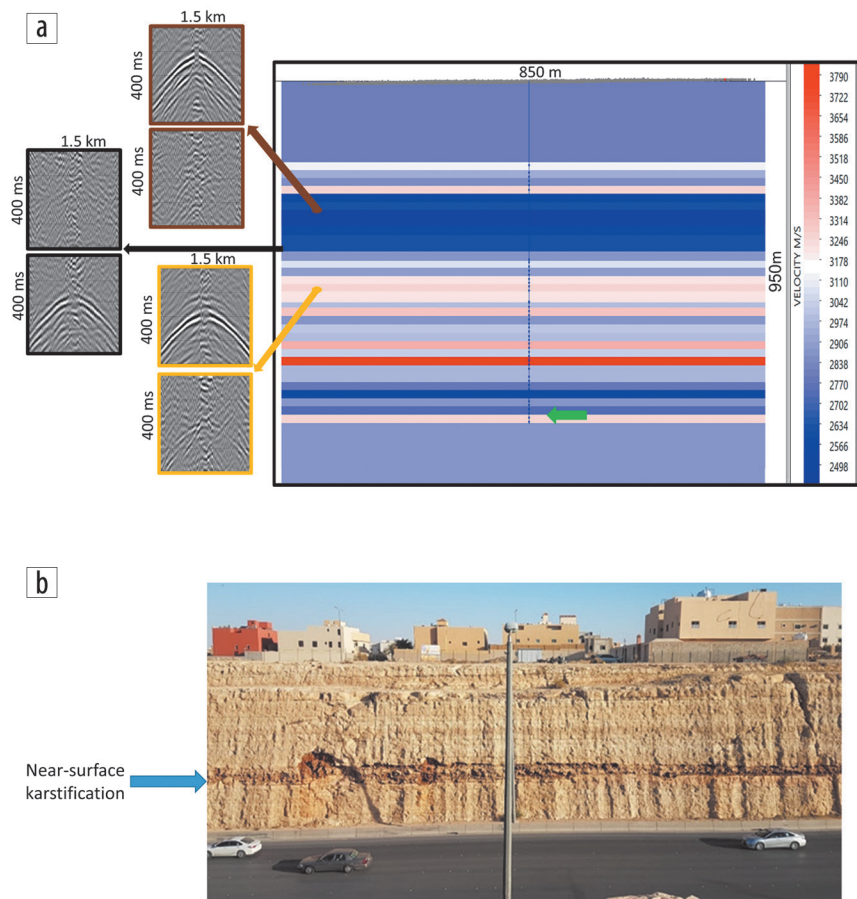 a
1.5 km
400 ms
400 ms
1.5 km
400 ms
400 ms
1.5 km
400 ms
400 ms
850 m
950m
VELOCITY M/S
3790
3722
3654
3586
3518
3450
3382
3314
3246
3178
3110
3042
2974
2906
2838
2770
2702
2634
2566
2498
b
Near-surface
karstification